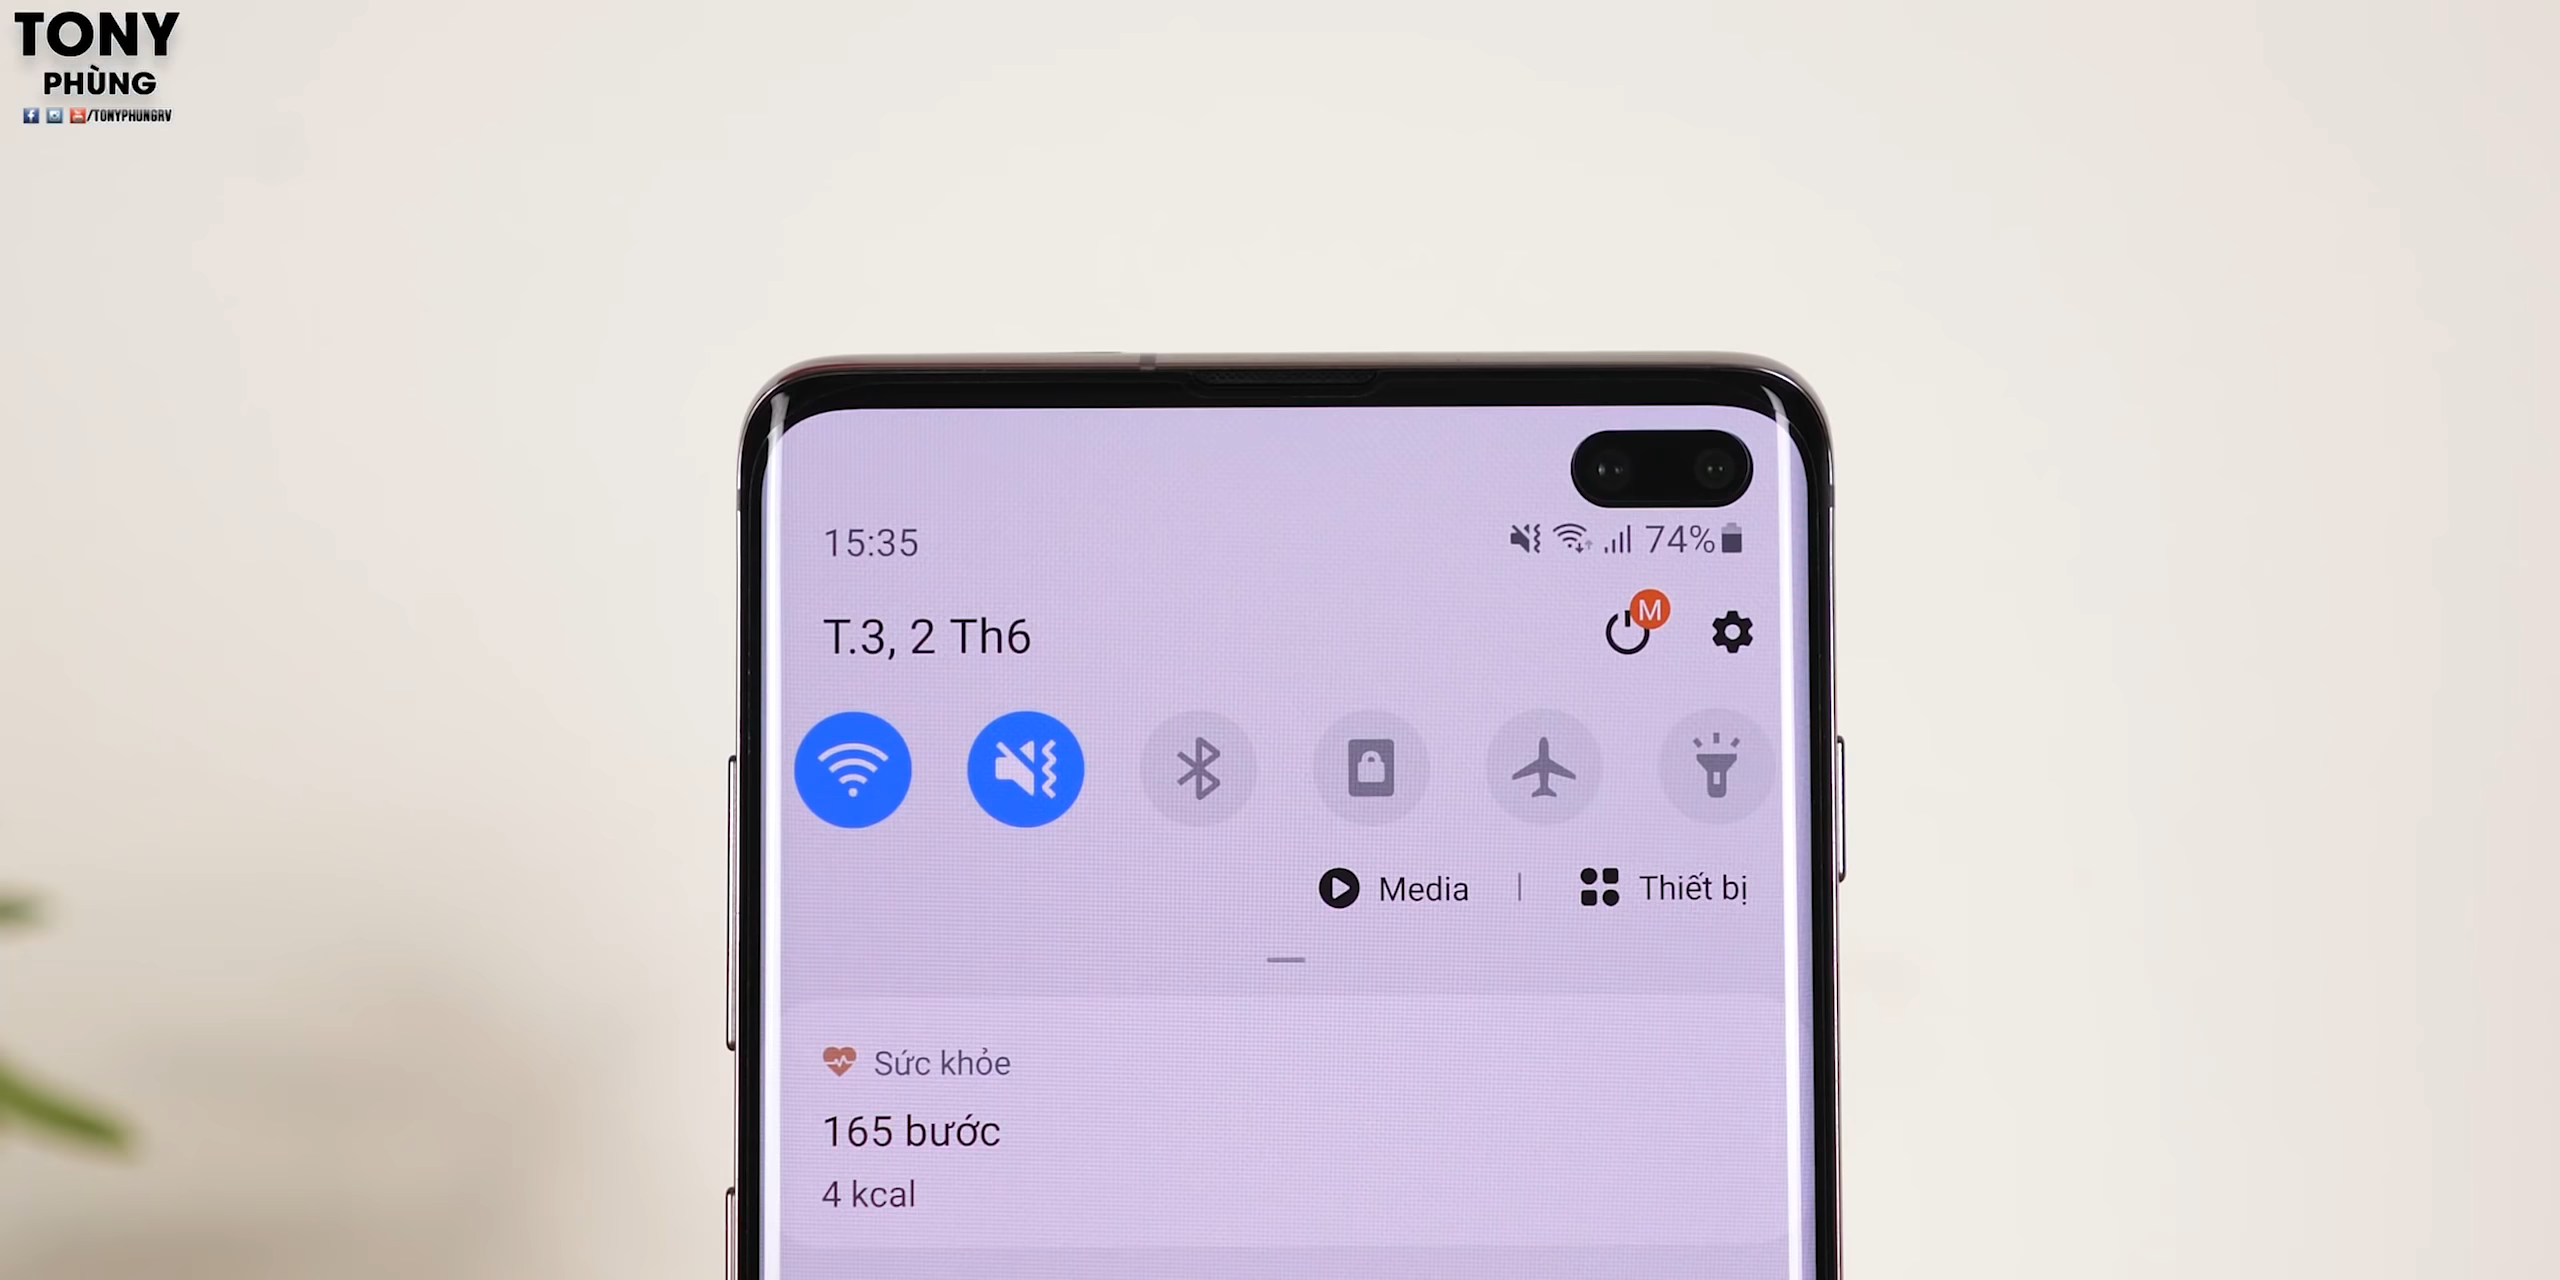 TONY
PHÙNG
/TONYPHUNGRV
15:35
74%
T.3, 2 Th6
M
Media | Thiết bị
Sức khỏe
165 bước
4 kcal